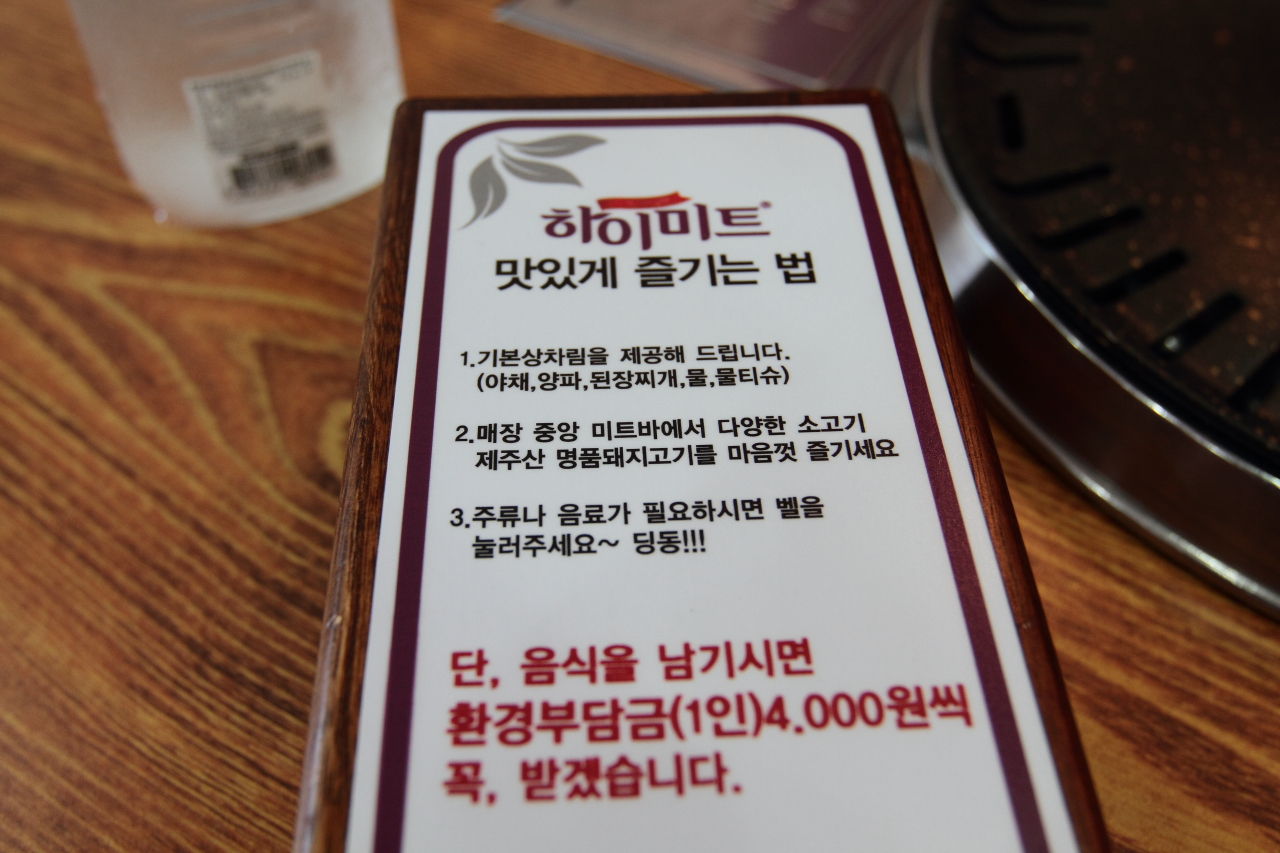 하이미트
맛있게 즐기는 법
1.기본상차림을 제공해 드립니다.
(야채,양파,된장찌개,물,물티슈)
2.매장 중앙 미트바에서 다양한 소고기
제주산 명품돼지고기를 마음껏 즐기세요
3.주류나 음료가 필요하시면 벨을
눌러주세요~ 딩동!!!
단, 음식을 남기시면
환경부담금(1인)4.000원씩
꼭, 받겠습니다.